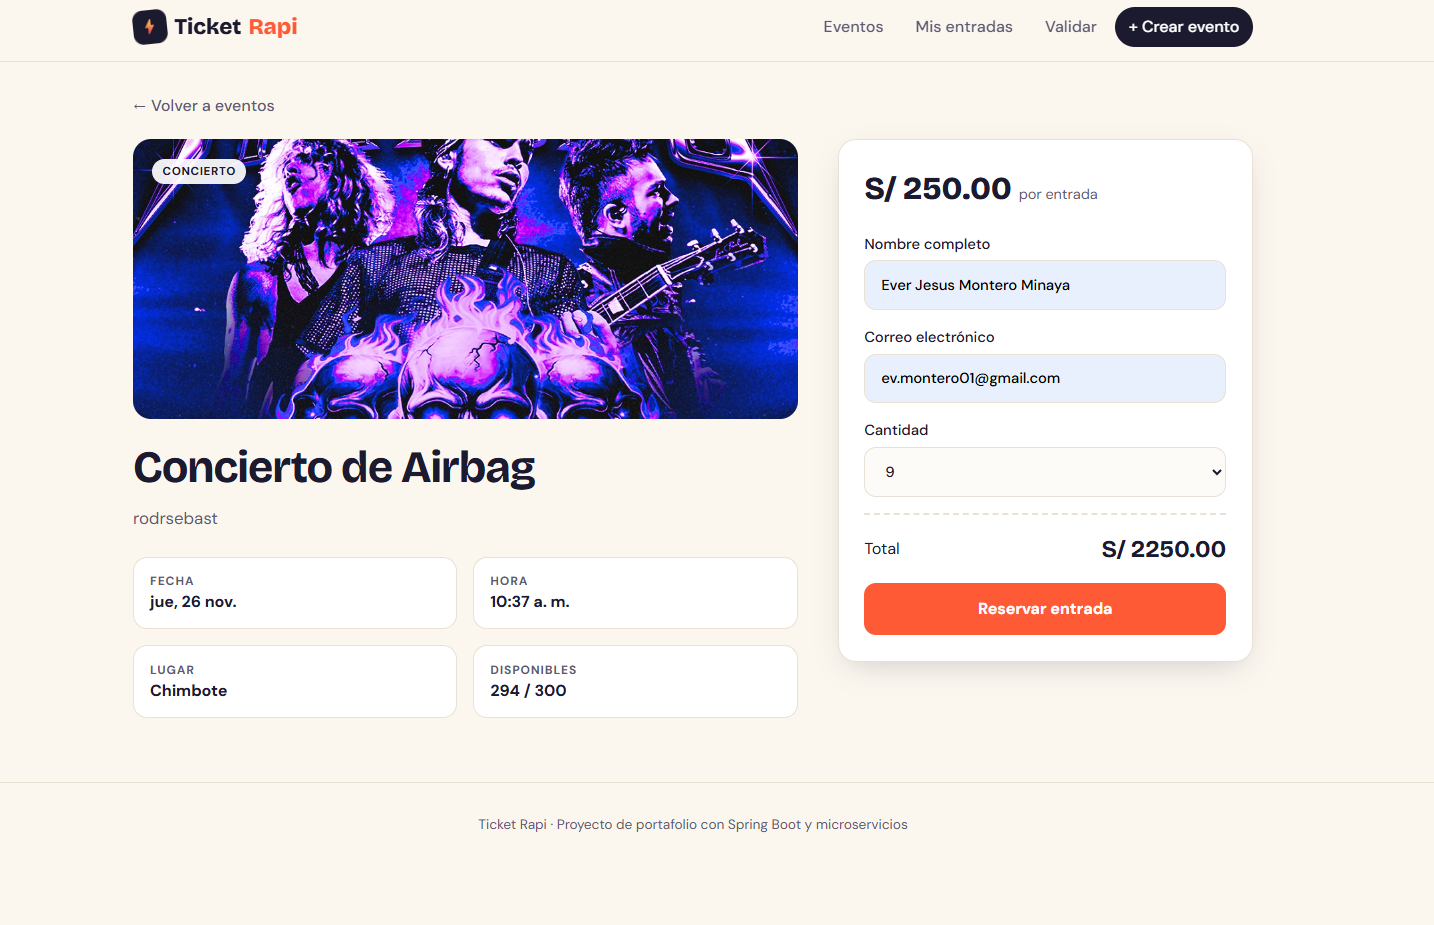 Ticket Rapi
Eventos
Mis entradas
Validar
+ Crear evento
← Volver a eventos
CONCIERTO
Concierto de Airbag
rodrsebast
FECHA
jue, 26 nov.
HORA
10:37 a. m.
LUGAR
Chimbote
DISPONIBLES
294 / 300
S/ 250.00 por entrada
Nombre completo
Ever Jesus Montero Minaya
Correo electrónico
ev.montero01@gmail.com
Cantidad
9
Total
S/ 2250.00
Reservar entrada
Ticket Rapi · Proyecto de portafolio con Spring Boot y microservicios